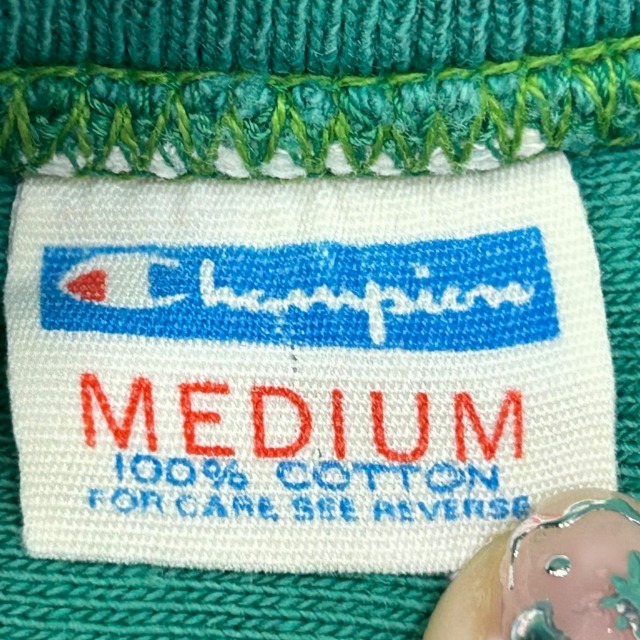 Champion
MEDIUM
100% COTTON
FOR CARE SEE REVERSE